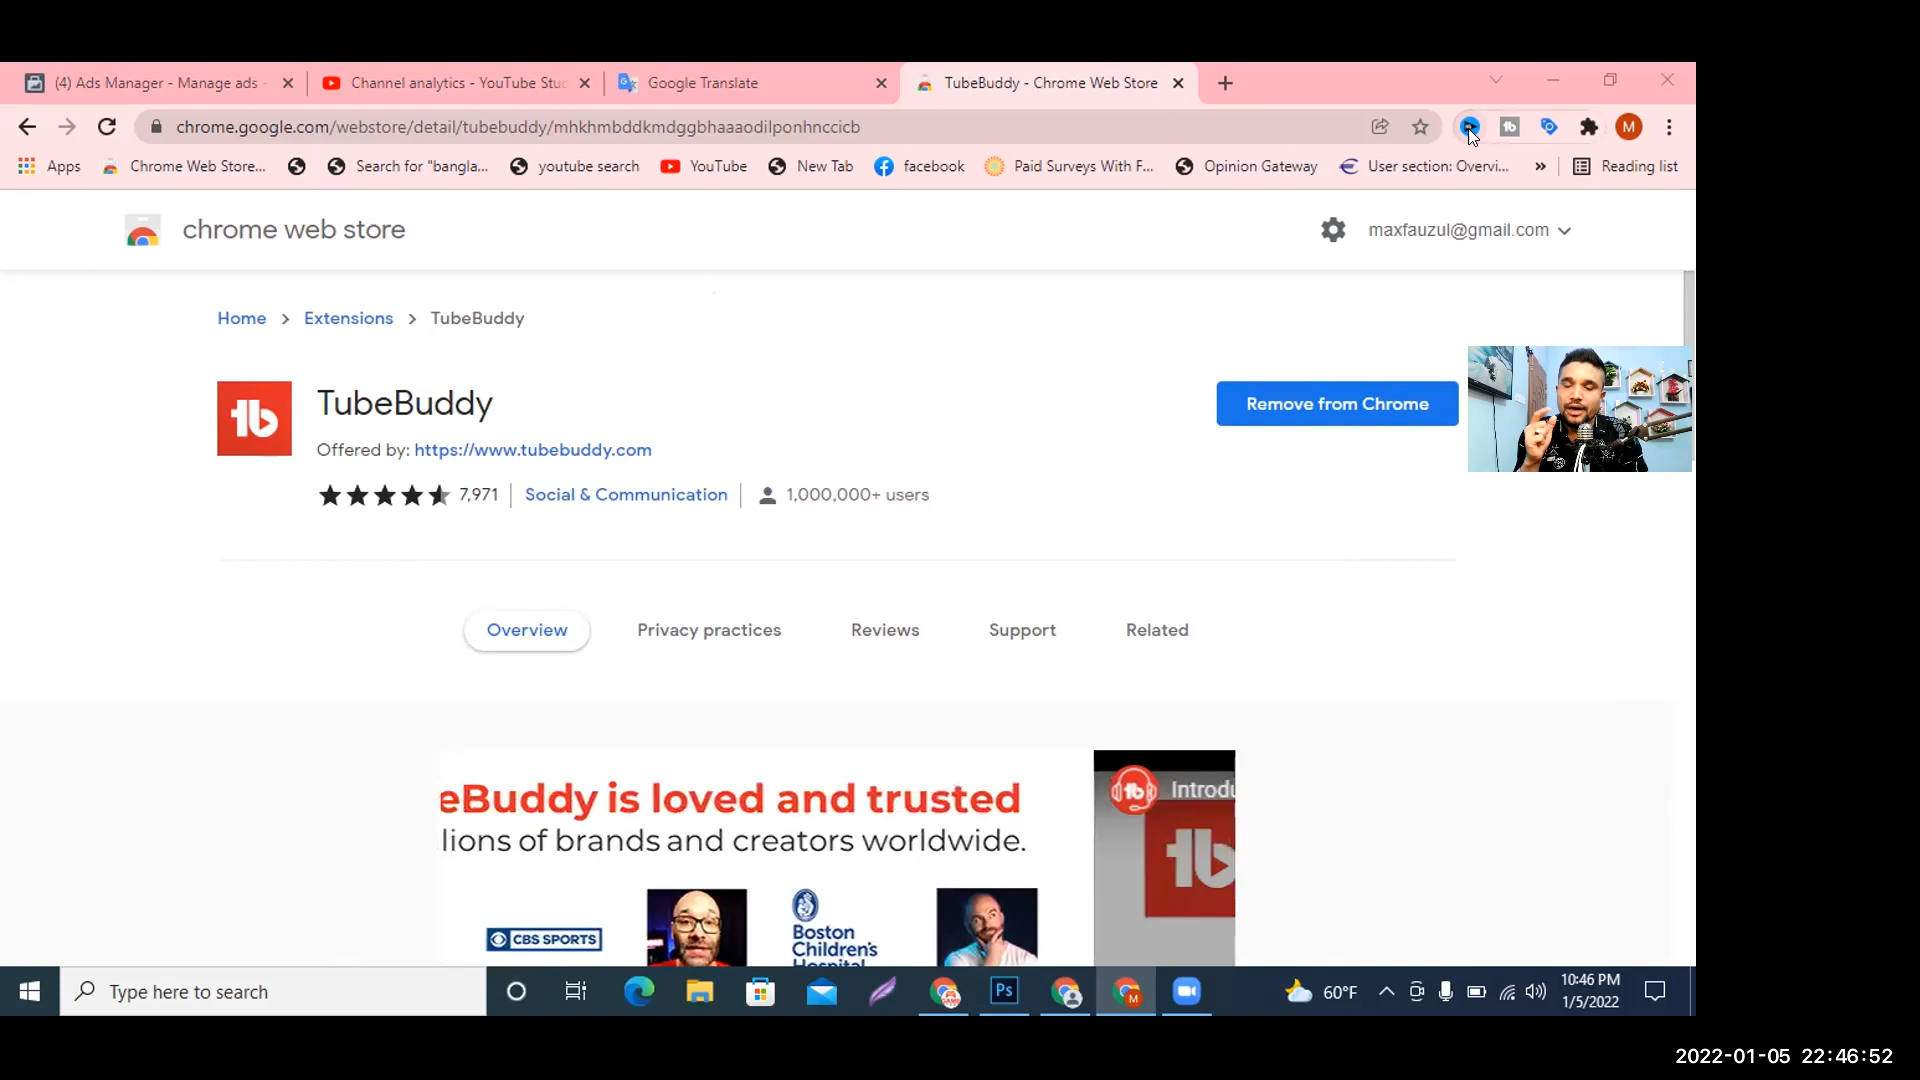 (4) Ads Manager - Manage ads -
Channel analytics - YouTube Stu
Google Translate
TubeBuddy - Chrome Web Store
chrome.google.com/webstore/detail/tubebuddy/mhkhmbddkmdggbhaaaodilponhnccicb
M
Apps
Chrome Web Store...
Search for "bangla...
youtube search
YouTube
New Tab
facebook
Paid Surveys With F...
Opinion Gateway
User section: Overvi...
»
Reading list
chrome web store
maxfauzul@gmail.com
Home > Extensions > TubeBuddy
TubeBuddy
Remove from Chrome
Offered by: https://www.tubebuddy.com
7,971
Social & Communication
1,000,000+ users
Overview
Privacy practices
Reviews
Support
Related
eBuddy is loved and trusted
lions of brands and creators worldwide.
Introdu
CBS SPORTS
Boston
Children's
Hospital
Type here to search
Ps
M
60°F
10:46 PM
1/5/2022
2022-01-05 22:46:52